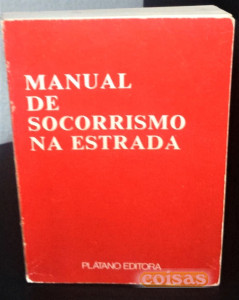 MANUAL
DE
SOCORRISMO
NA ESTRADA
PLÁTANO EDITORA
coisas